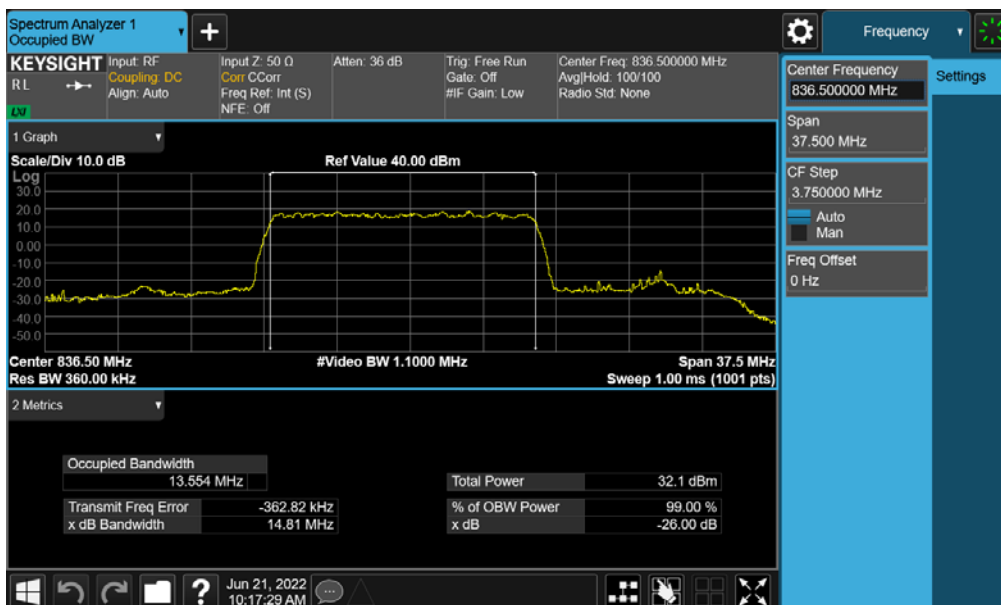 Spectrum Analyzer 1
Occupied BW
+
Frequency
KEYSIGHT
RL
LXI
Input: RF
Coupling: DC
Align: Auto
Input Z: 50 Ω
Corr CCorr
Freq Ref: Int (S)
NFE: Off
Atten: 36 dB
Trig: Free Run
Gate: Off
#IF Gain: Low
Center Freq: 836.500000 MHz
Avg|Hold: 100/100
Radio Std: None
Center Frequency
836.500000 MHz
Settings
Span
37.500 MHz
CF Step
3.750000 MHz
Auto
Man
Freq Offset
0 Hz
1 Graph
Scale/Div 10.0 dB
Ref Value 40.00 dBm
Log
30.0
20.0
10.0
0.00
-10.0
-20.0
-30.0
-40.0
-50.0
Center 836.50 MHz
#Video BW 1.1000 MHz
Span 37.5 MHz
Res BW 360.00 kHz
Sweep 1.00 ms (1001 pts)
2 Metrics
Occupied Bandwidth
13.554 MHz
Total Power 32.1 dBm
Transmit Freq Error -362.82 kHz
% of OBW Power 99.00 %
x dB Bandwidth 14.81 MHz
x dB -26.00 dB
?
Jun 21, 2022
10:17:29 AM